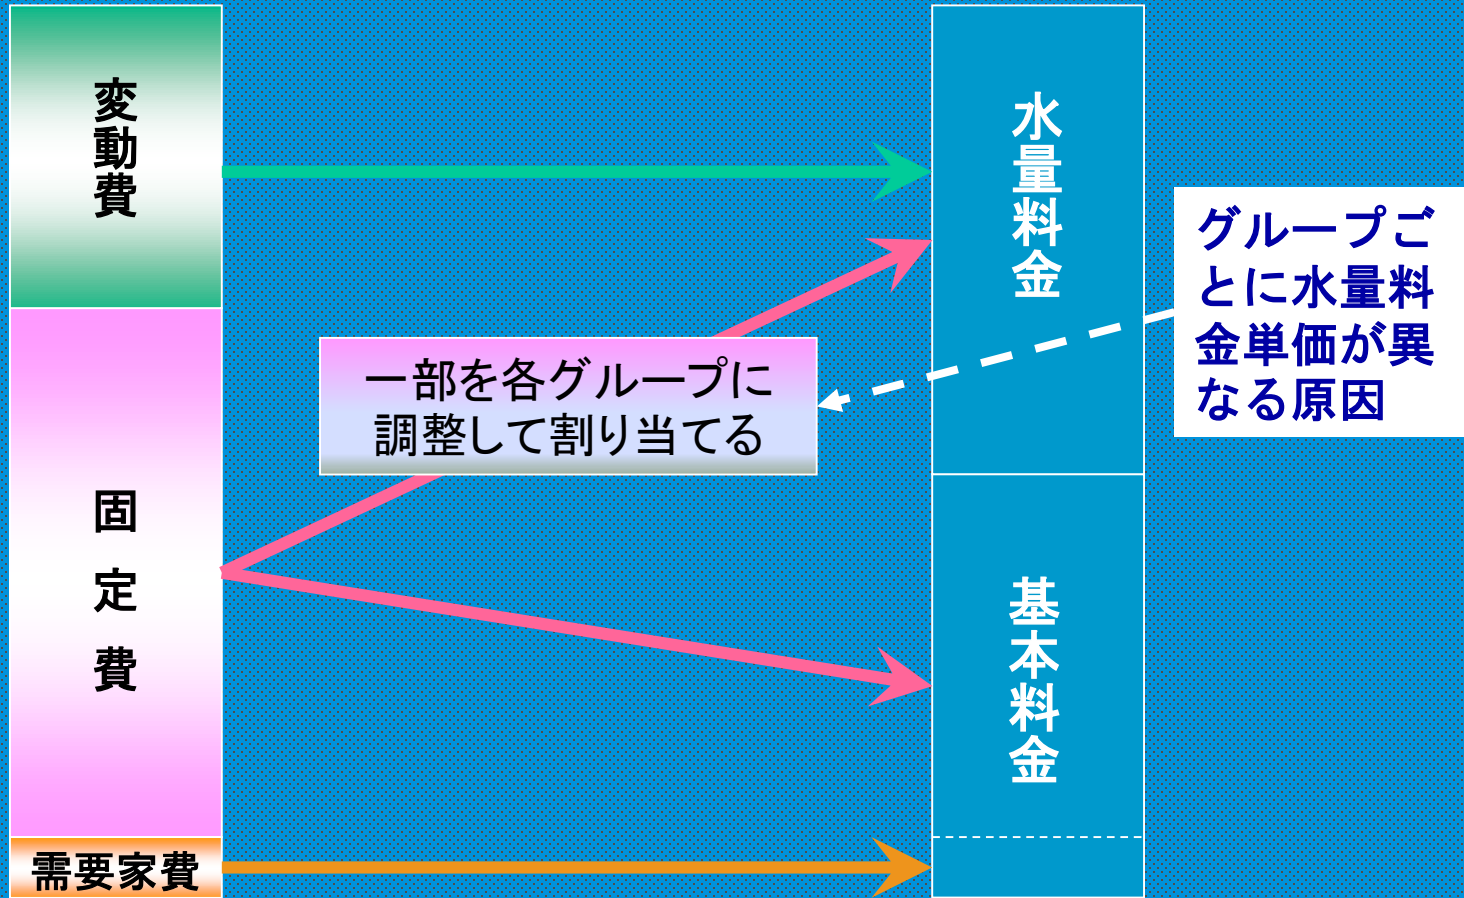 変動費
固定費
需要家費
一部を各グループに
調整して割り当てる
水量料金
基本料金
グループご
とに水量料
金単価が異
なる原因